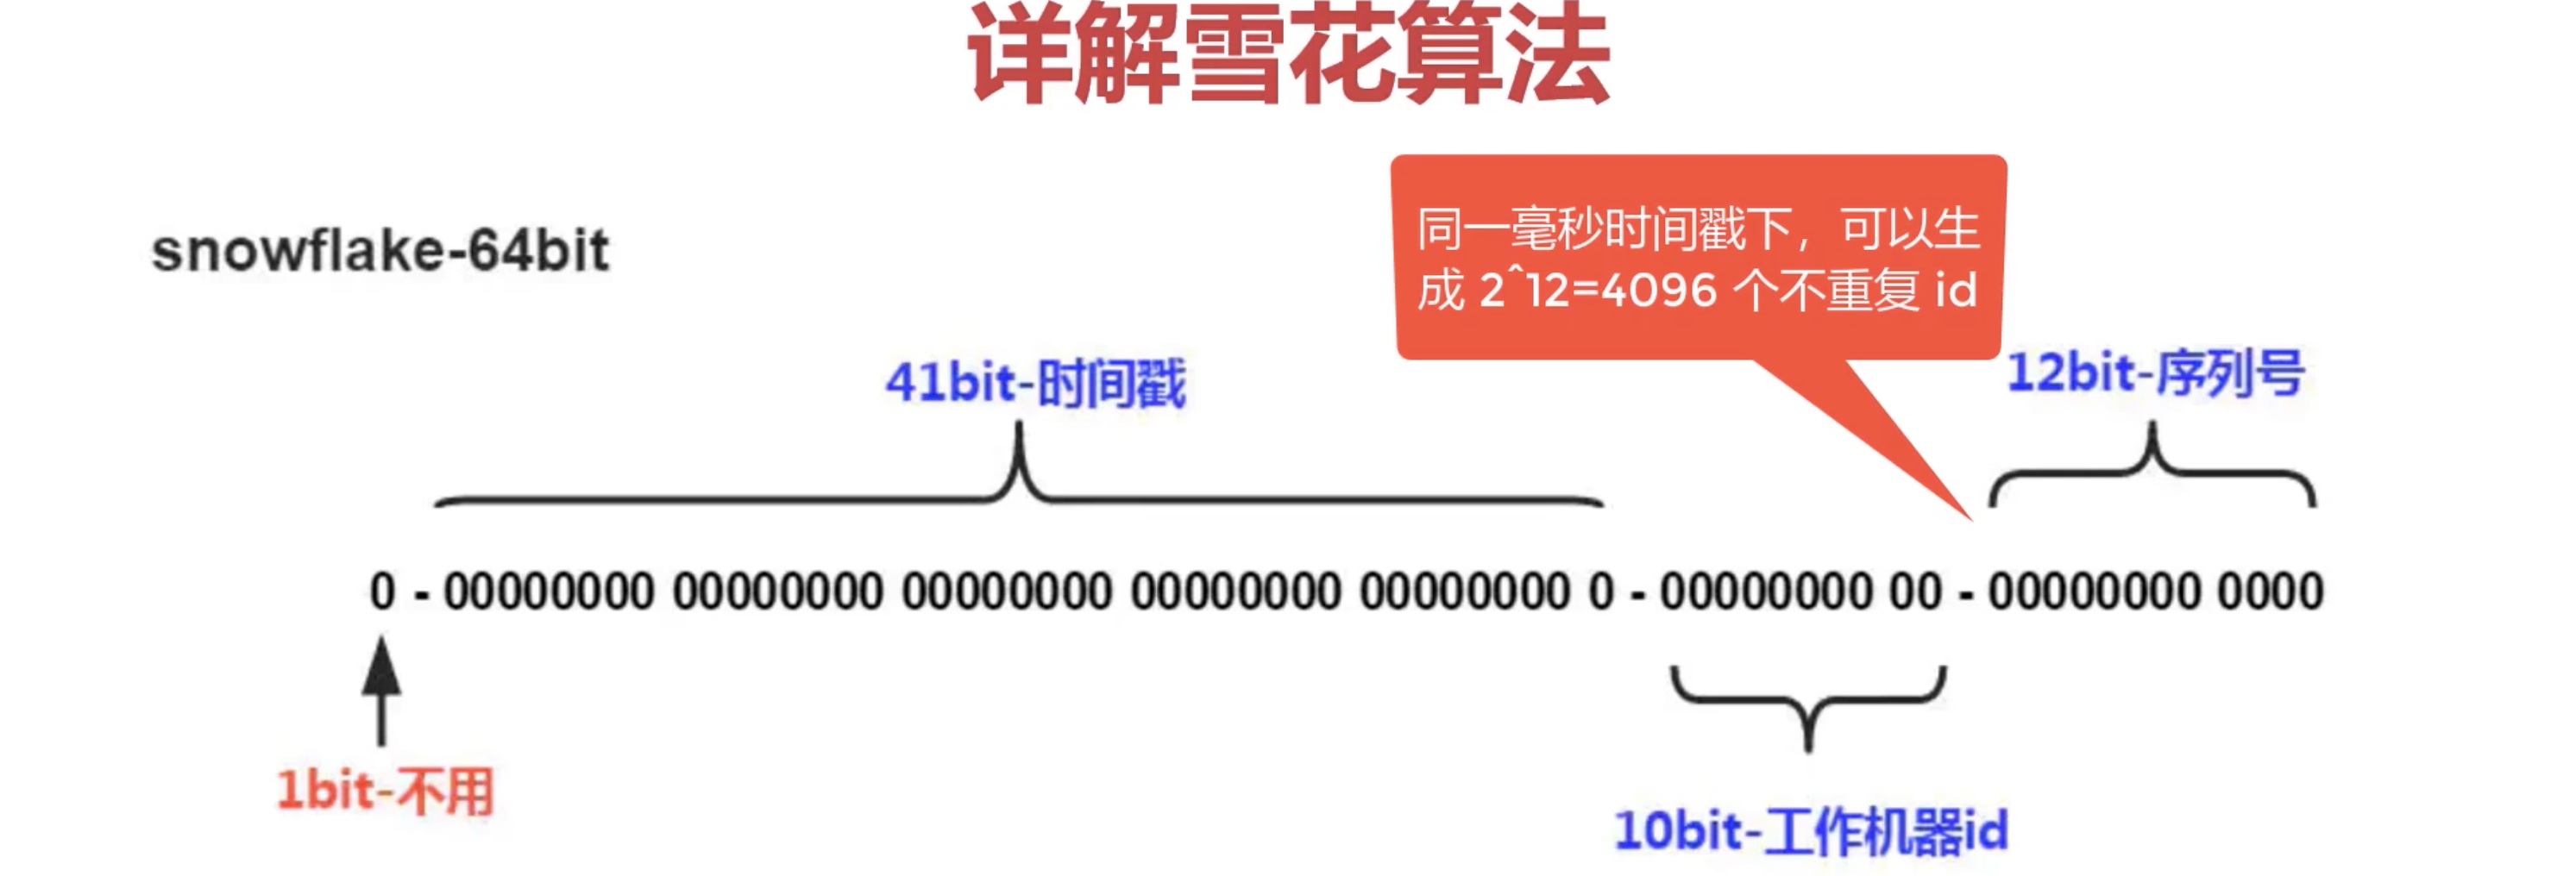 详解雪花算法
snowflake-64bit
同一毫秒时间戳下，可以生
成 2^12=4096 个不重复 id
41bit-时间戳
12bit-序列号
0 - 00000000 00000000 00000000 00000000 00000000 0 - 00000000 00 - 00000000 0000
1bit-不用
10bit-工作机器id